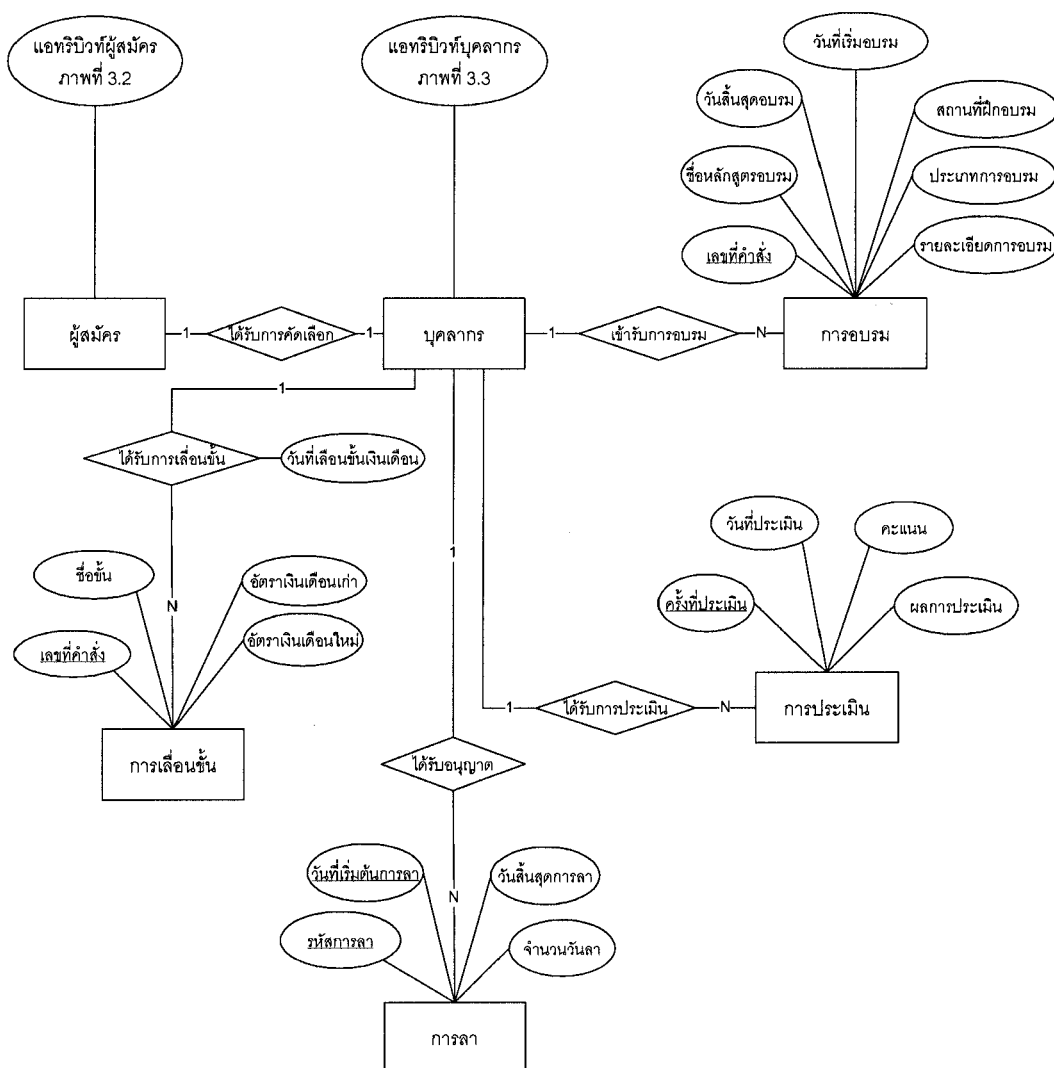 แอทริบิวท์ผู้สมัคร
ภาพที่ 3.2
แอทริบิวท์บุคลากร
ภาพที่ 3.3
วันที่เริ่มอบรม
วันสิ้นสุดอบรม
สถานที่ฝึกอบรม
ชื่อหลักสูตรอบรม
ประเภทการอบรม
เลขที่คำสั่ง
รายละเอียดการอบรม
ผู้สมัคร
1
ได้รับการคัดเลือก
1
บุคลากร
1
เข้ารับการอบรม
N
การอบรม
1
ได้รับการเลื่อนขั้น
วันที่เลือนขั้นเงินเดือน
1
N
ชื่อขั้น
อัตราเงินเดือนเก่า
เลขที่คำสั่ง
อัตราเงินเดือนใหม่
การเลื่อนขั้น
วันที่ประเมิน
คะแนน
ครั้งที่ประเมิน
ผลการประเมิน
1
ได้รับการประเมิน
N
การประเมิน
ได้รับอนุญาต
วันที่เริ่มต้นการลา
วันสิ้นสุดการลา
N
รหัสการลา
จำนวนวันลา
การลา